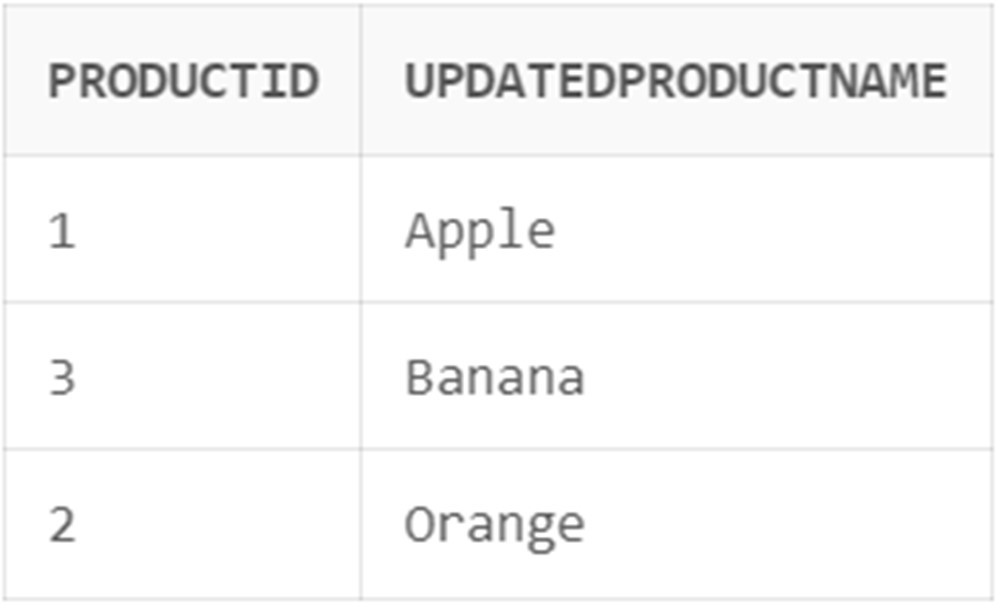 PRODUCTID UPDATEDPRODUCTNAME
1 Apple
3 Banana
2 Orange